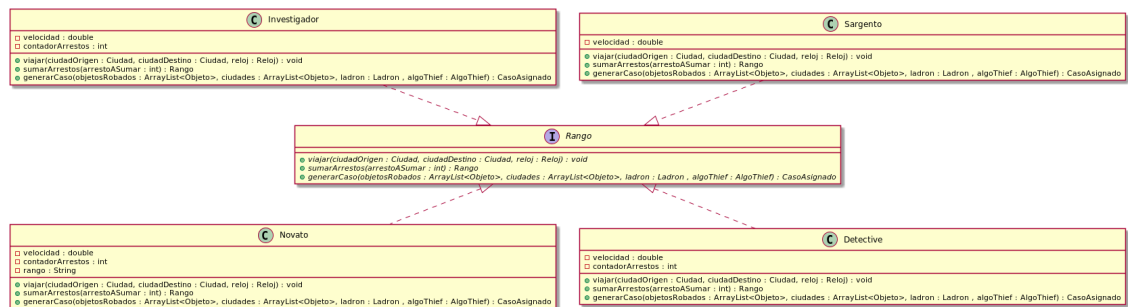 C Investigador
velocidad : double
contadorArrestos : int
viajar(ciudadOrigen : Ciudad, ciudadDestino : Ciudad, reloj : Reloj) : void
sumarArrestos(arrestoASumar : int) : Rango
generarCaso(objetosRobados : ArrayList<Objeto>, ciudades : ArrayList<Objeto>, ladron : Ladron , algoThief : AlgoThief) : CasoAsignado
C Sargento
velocidad : double
viajar(ciudadOrigen : Ciudad, ciudadDestino : Ciudad, reloj : Reloj) : void
sumarArrestos(arrestoASumar : int) : Rango
generarCaso(objetosRobados : ArrayList<Objeto>, ciudades : ArrayList<Objeto>, ladron : Ladron , algoThief : AlgoThief) : CasoAsignado
I Rango
viajar(ciudadOrigen : Ciudad, ciudadDestino : Ciudad, reloj : Reloj) : void
sumarArrestos(arrestoASumar : int) : Rango
generarCaso(objetosRobados : ArrayList<Objeto>, ciudades : ArrayList<Objeto>, ladron : Ladron , algoThief : AlgoThief) : CasoAsignado
C Novato
velocidad : double
contadorArrestos : int
rango : String
viajar(ciudadOrigen : Ciudad, ciudadDestino : Ciudad, reloj : Reloj) : void
sumarArrestos(arrestoASumar : int) : Rango
generarCaso(objetosRobados : ArrayList<Objeto>, ciudades : ArrayList<Objeto>, ladron : Ladron , algoThief : AlgoThief) : CasoAsignado
C Detective
velocidad : double
contadorArrestos : int
viajar(ciudadOrigen : Ciudad, ciudadDestino : Ciudad, reloj : Reloj) : void
sumarArrestos(arrestoASumar : int) : Rango
generarCaso(objetosRobados : ArrayList<Objeto>, ciudades : ArrayList<Objeto>, ladron : Ladron , algoThief : AlgoThief) : CasoAsignado